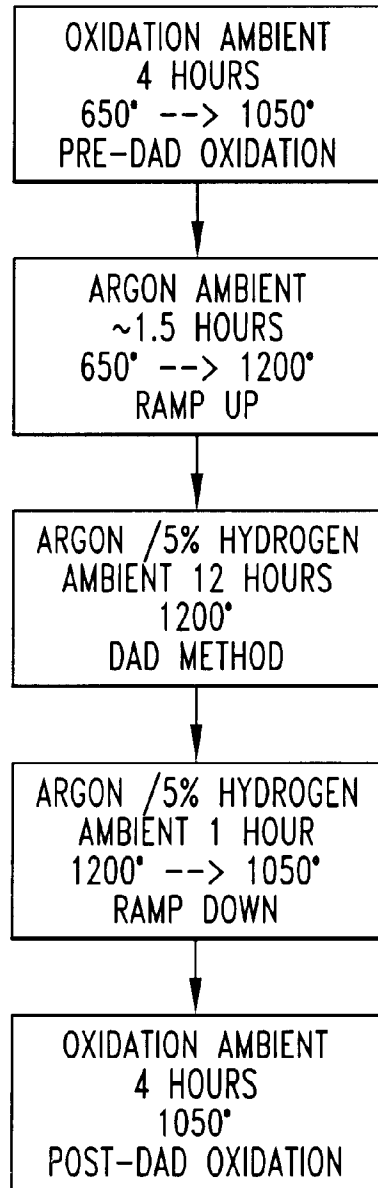 OXIDATION AMBIENT
4 HOURS
650° --> 1050°
PRE-DAD OXIDATION
ARGON AMBIENT
~1.5 HOURS
650° --> 1200°
RAMP UP
ARGON /5% HYDROGEN
AMBIENT 12 HOURS
1200°
DAD METHOD
ARGON /5% HYDROGEN
AMBIENT 1 HOUR
1200° --> 1050°
RAMP DOWN
OXIDATION AMBIENT
4 HOURS
1050°
POST-DAD OXIDATION